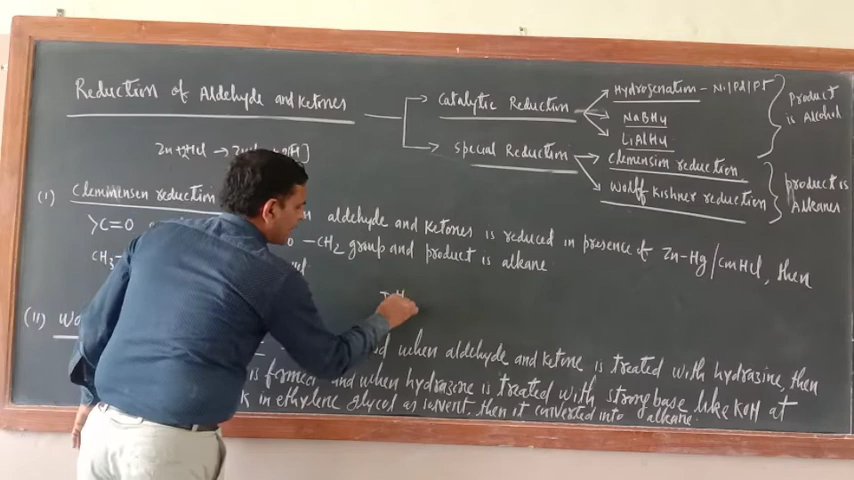 Reduction of Aldehyde and Ketones
Catalytic Reduction
Hydrogenation - Ni/Pd/Pt
NaBH4
LiAlH4
Product is Alcohol
Special Reduction
Clemension reduction
Wolff Kishner reduction
product is Alkanes
Zn + 2HCl →
(I) Clemmensen reduction
>C=O
aldehyde and Ketones is reduced in presence of Zn-Hg/cmHcl, then
-CH2 group and product is alkane
CH3-
(II) Wo
when aldehyde and Ketone is treated with hydrazine, then
is formed and when hydrazine is treated with strong base like KOH at
K in ethylene glycol as solvent, then it converted into alkane.